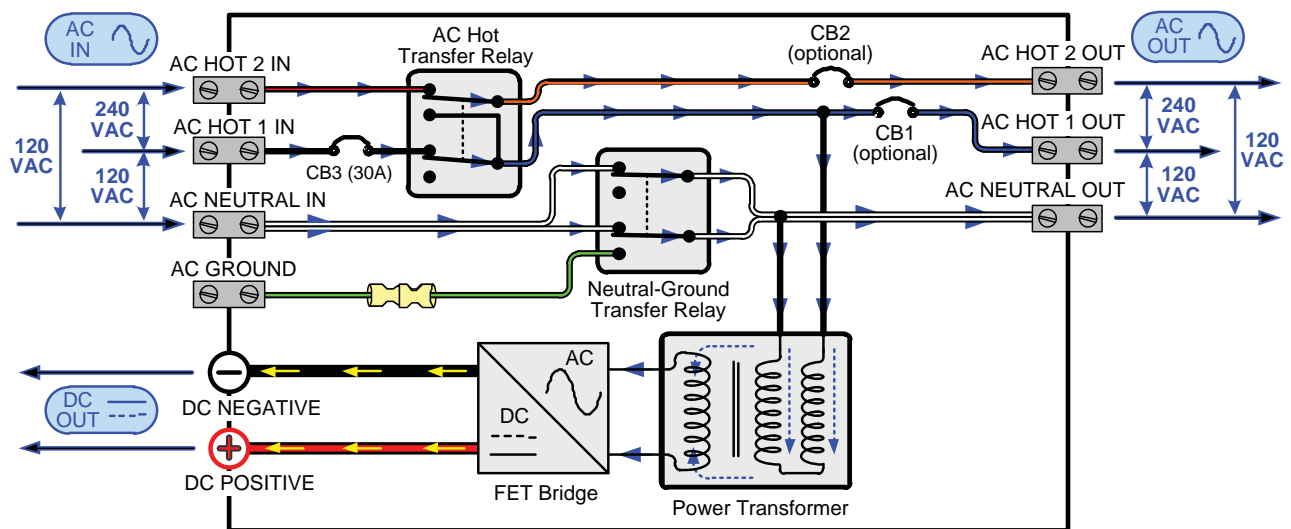 AC
IN
AC HOT 2 IN
240
VAC
120
VAC
AC HOT 1 IN
120
VAC
CB3 (30A)
AC NEUTRAL IN
AC GROUND
AC Hot
Transfer Relay
CB2
(optional)
CB1
(optional)
Neutral-Ground
Transfer Relay
AC
OUT
AC HOT 2 OUT
240
VAC
120
VAC
AC HOT 1 OUT
120
VAC
AC NEUTRAL OUT
−
DC NEGATIVE
DC
OUT
+
DC POSITIVE
AC
DC
FET Bridge
Power Transformer